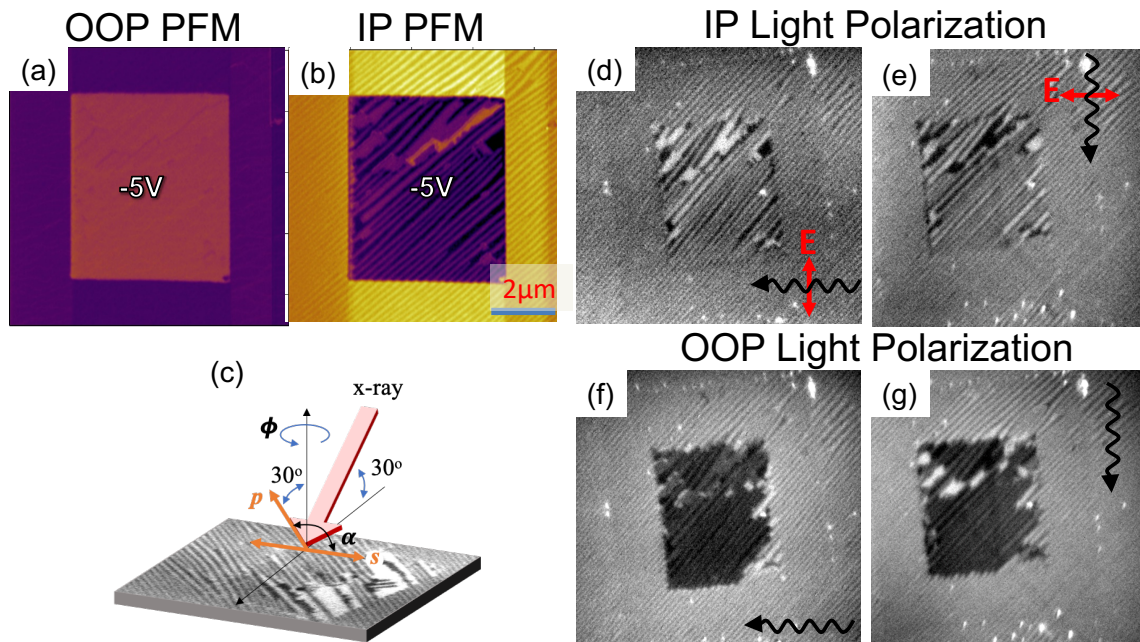 OOP PFM
IP PFM
IP Light Polarization
(a)
(b)
(d)
(e)
E
-5V
-5V
E
2μm
OOP Light Polarization
(c)
(f)
(g)
x-ray
ϕ
30°
30°
p
α
s